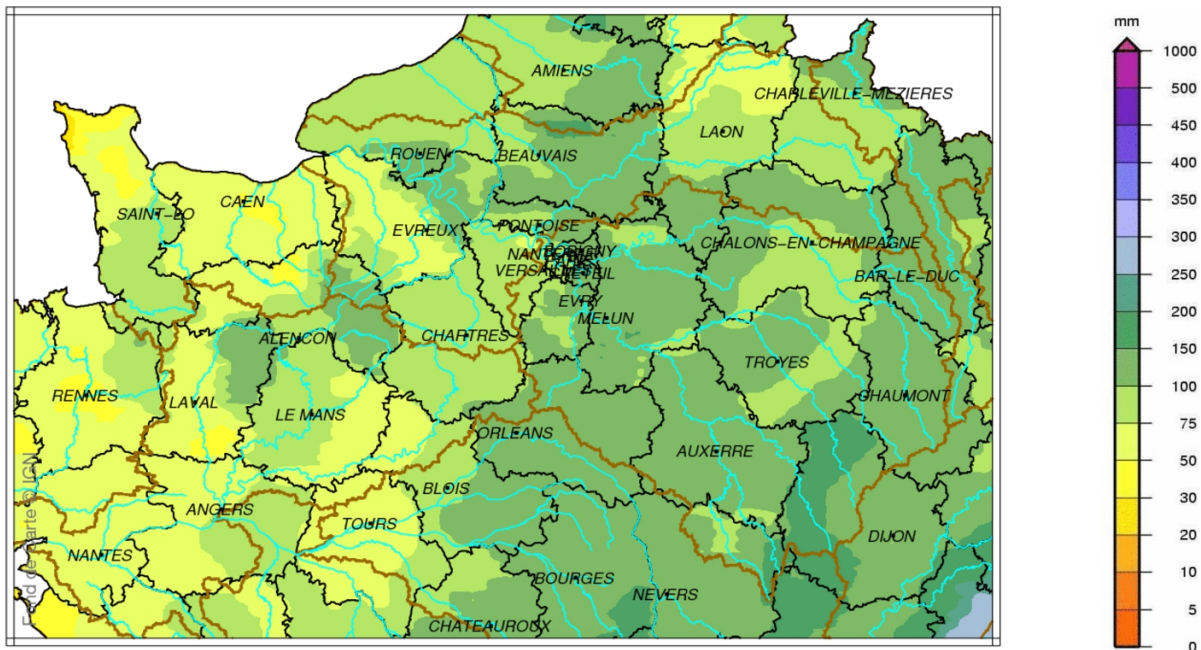 mm
1000
500
450
400
350
300
250
200
150
100
75
50
30
20
10
5
0
AMIENS
CHARLEVILLE-MEZIERES
LAON
ROUEN
BEAUVAIS
SAINT-LO
CAEN
EVREUX
PONTOISE
CHALONS-EN-CHAMPAGNE
VERSAILLES
BAR-LE-DUC
EVRY
MELUN
ALENCON
CHARTRES
TROYES
RENNES
LAVAL
LE MANS
CHAUMONT
ORLEANS
AUXERRE
BLOIS
ANGERS
TOURS
DIJON
NANTES
BOURGES
NEVERS
CHATEAUROUX
Fond de carte © IGN